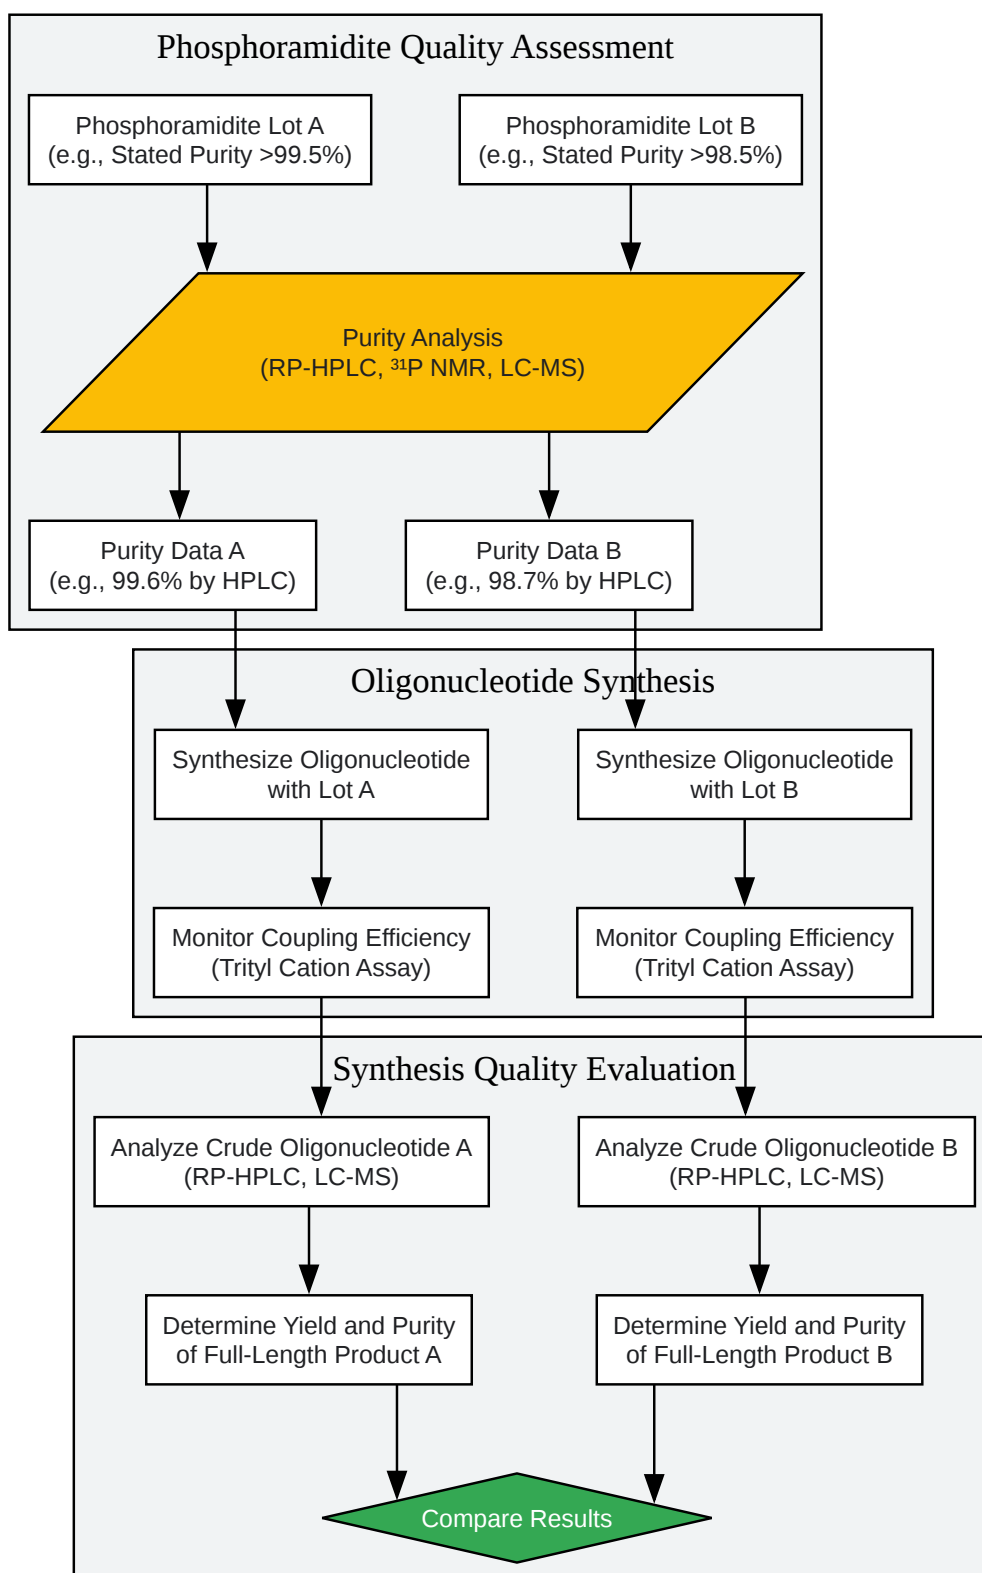 Phosphoramidite Quality Assessment
Phosphoramidite Lot A
(e.g., Stated Purity >99.5%)
Phosphoramidite Lot B
(e.g., Stated Purity >98.5%)
Purity Analysis
(RP-HPLC, ³¹P NMR, LC-MS)
Purity Data A
(e.g., 99.6% by HPLC)
Purity Data B
(e.g., 98.7% by HPLC)
Oligonucleotide Synthesis
Synthesize Oligonucleotide
with Lot A
Synthesize Oligonucleotide
with Lot B
Monitor Coupling Efficiency
(Trityl Cation Assay)
Monitor Coupling Efficiency
(Trityl Cation Assay)
Synthesis Quality Evaluation
Analyze Crude Oligonucleotide A
(RP-HPLC, LC-MS)
Analyze Crude Oligonucleotide B
(RP-HPLC, LC-MS)
Determine Yield and Purity
of Full-Length Product A
Determine Yield and Purity
of Full-Length Product B
Compare Results